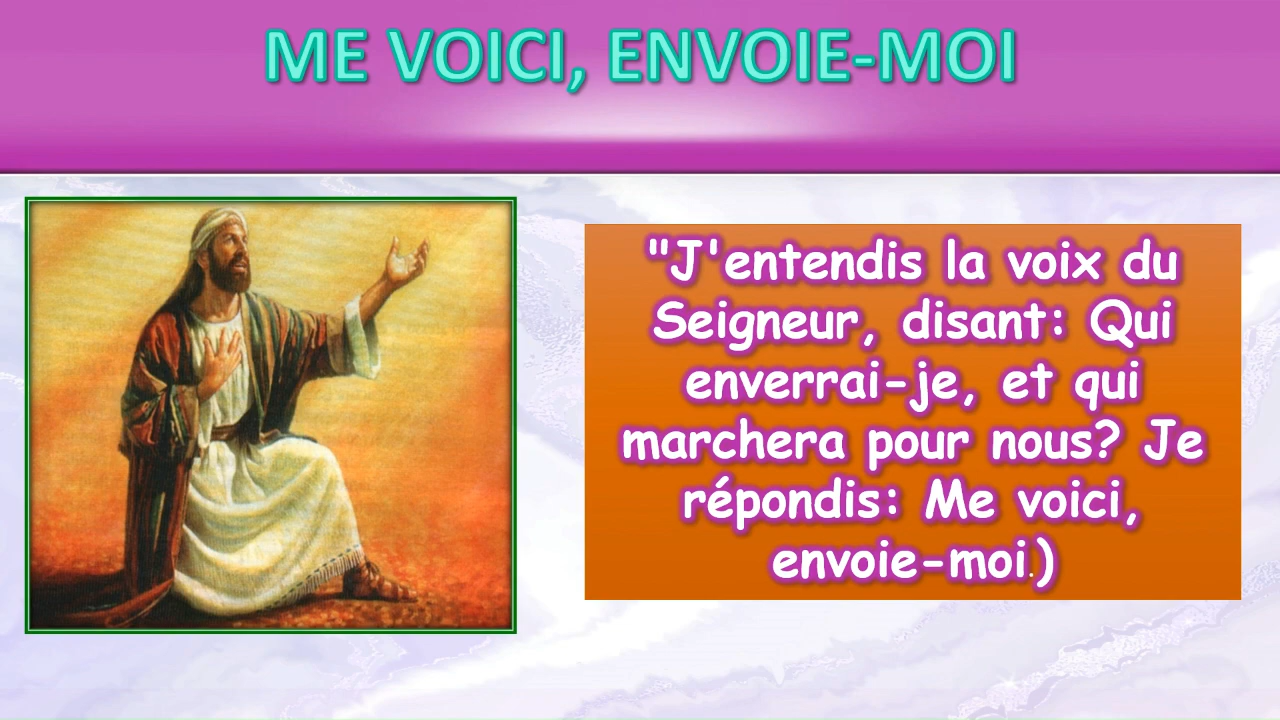 ME VOICI, ENVOIE-MOI
"J'entendis la voix du
Seigneur, disant: Qui
enverrai-je, et qui
marchera pour nous? Je
répondis: Me voici,
envoie-moi.)